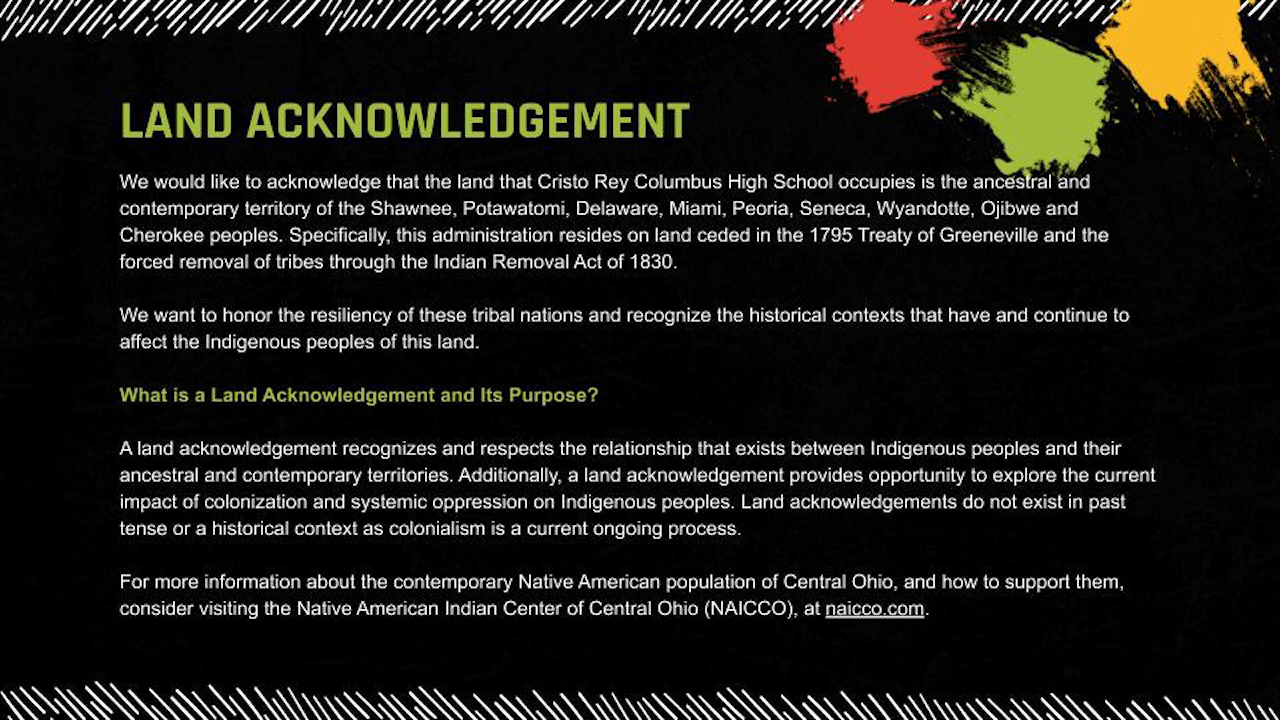 LAND ACKNOWLEDGEMENT
We would like to acknowledge that the land that Cristo Rey Columbus High School occupies is the ancestral and
contemporary territory of the Shawnee, Potawatomi, Delaware, Miami, Peoria, Seneca, Wyandotte, Ojibwe and
Cherokee peoples. Specifically, this administration resides on land ceded in the 1795 Treaty of Greeneville and the
forced removal of tribes through the Indian Removal Act of 1830.
We want to honor the resiliency of these tribal nations and recognize the historical contexts that have and continue to
affect the Indigenous peoples of this land.
What is a Land Acknowledgement and Its Purpose?
A land acknowledgement recognizes and respects the relationship that exists between Indigenous peoples and their
ancestral and contemporary territories. Additionally, a land acknowledgement provides opportunity to explore the current
impact of colonization and systemic oppression on Indigenous peoples. Land acknowledgements do not exist in past
tense or a historical context as colonialism is a current ongoing process.
For more information about the contemporary Native American population of Central Ohio, and how to support them,
consider visiting the Native American Indian Center of Central Ohio (NAICCO), at naicco.com.